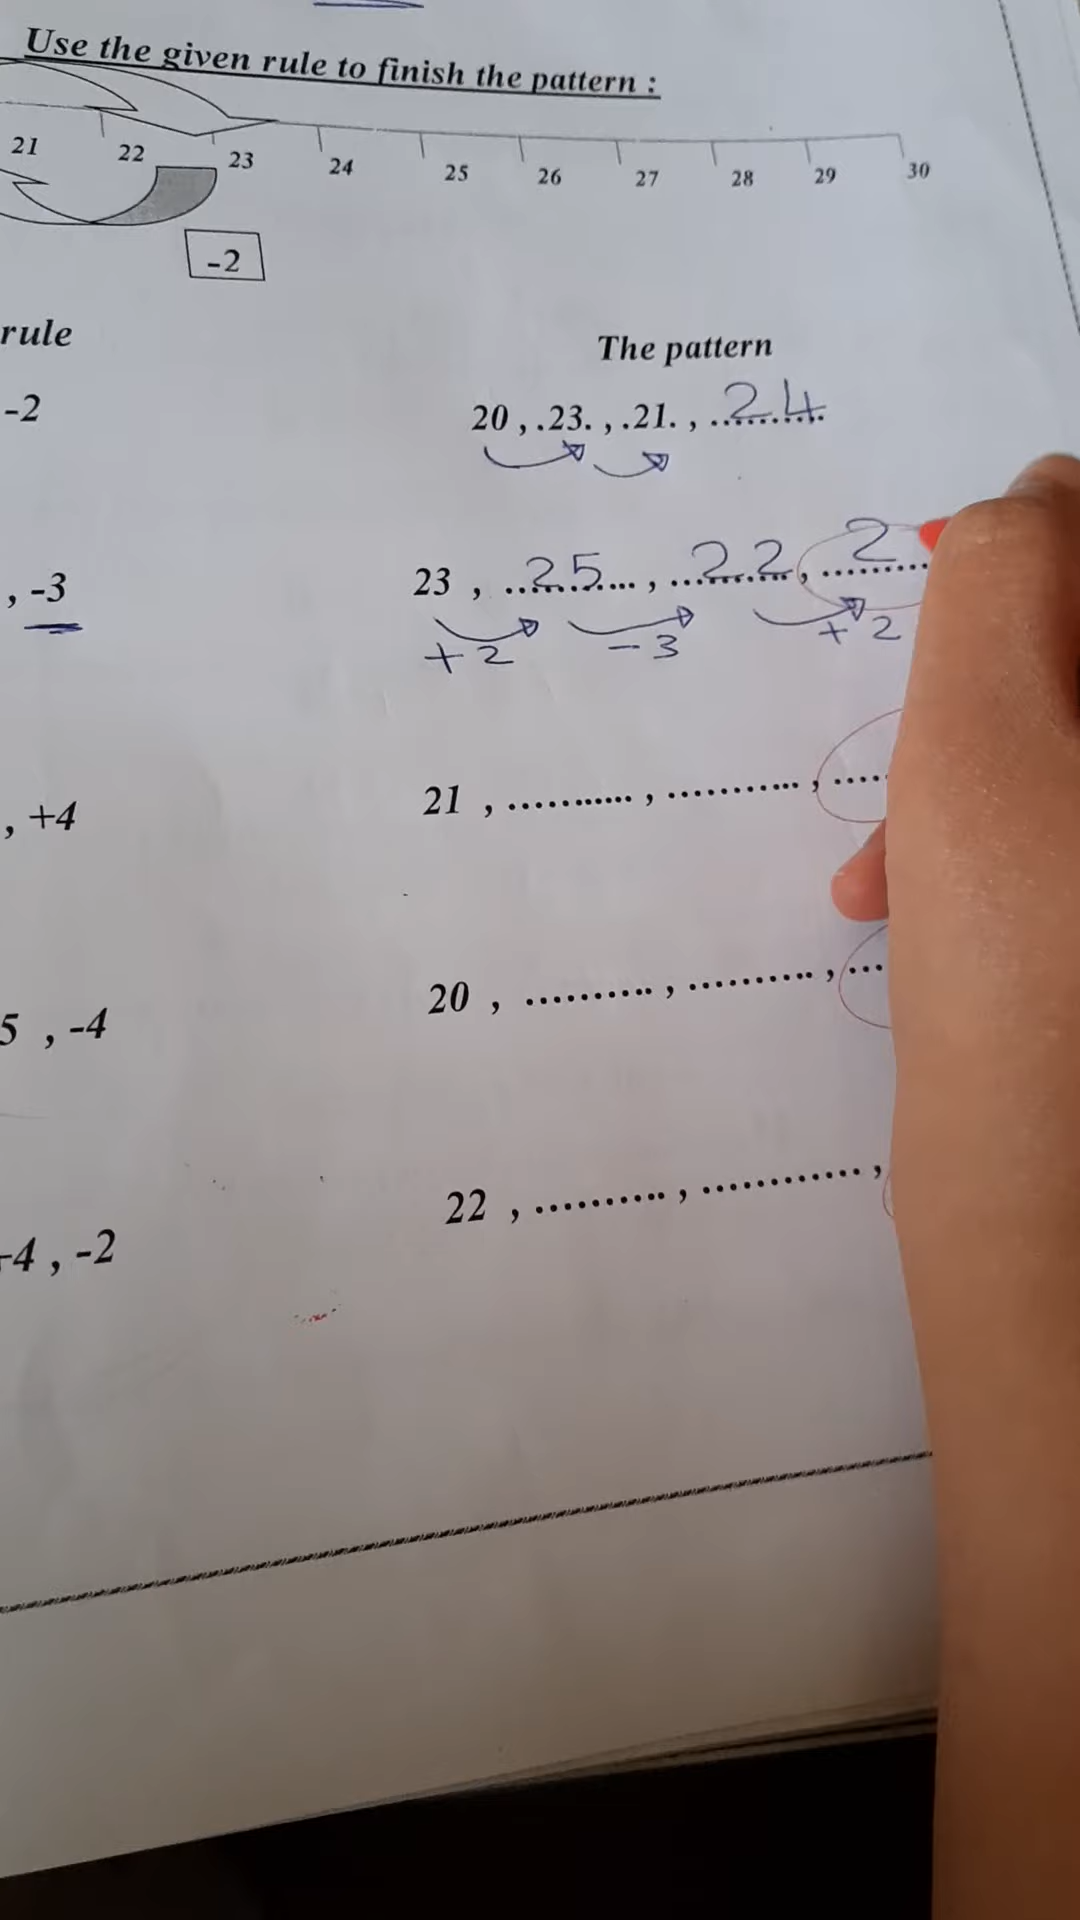 Use the given rule to finish the pattern :
21 22 23 24 25 26 27 28 29 30
-2
rule The pattern
-2 20 , .23. , .21. , ..24..
, -3 23 , ..25.. , ..22.. , ..2..
+2 -3 +2
, +4 21 , ............ , ............ , ....
5 , -4 20 , .......... , .......... , ...
4 , -2 22 , .......... , ............ ,